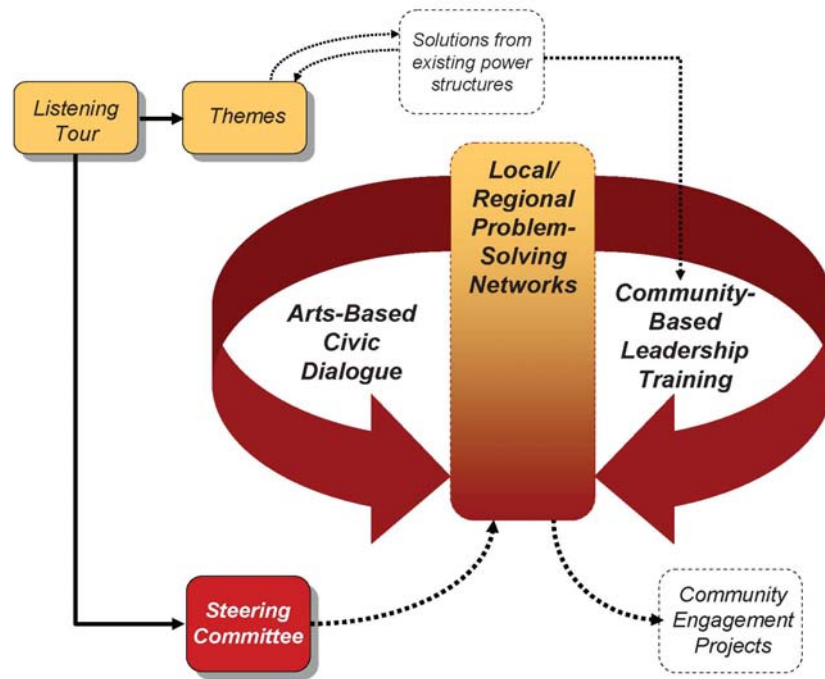 Solutions from
existing power
structures
Listening
Tour
Themes
Local/
Regional
Problem-
Solving
Networks
Arts-Based
Civic
Dialogue
Community-
Based
Leadership
Training
Steering
Committee
Community
Engagement
Projects